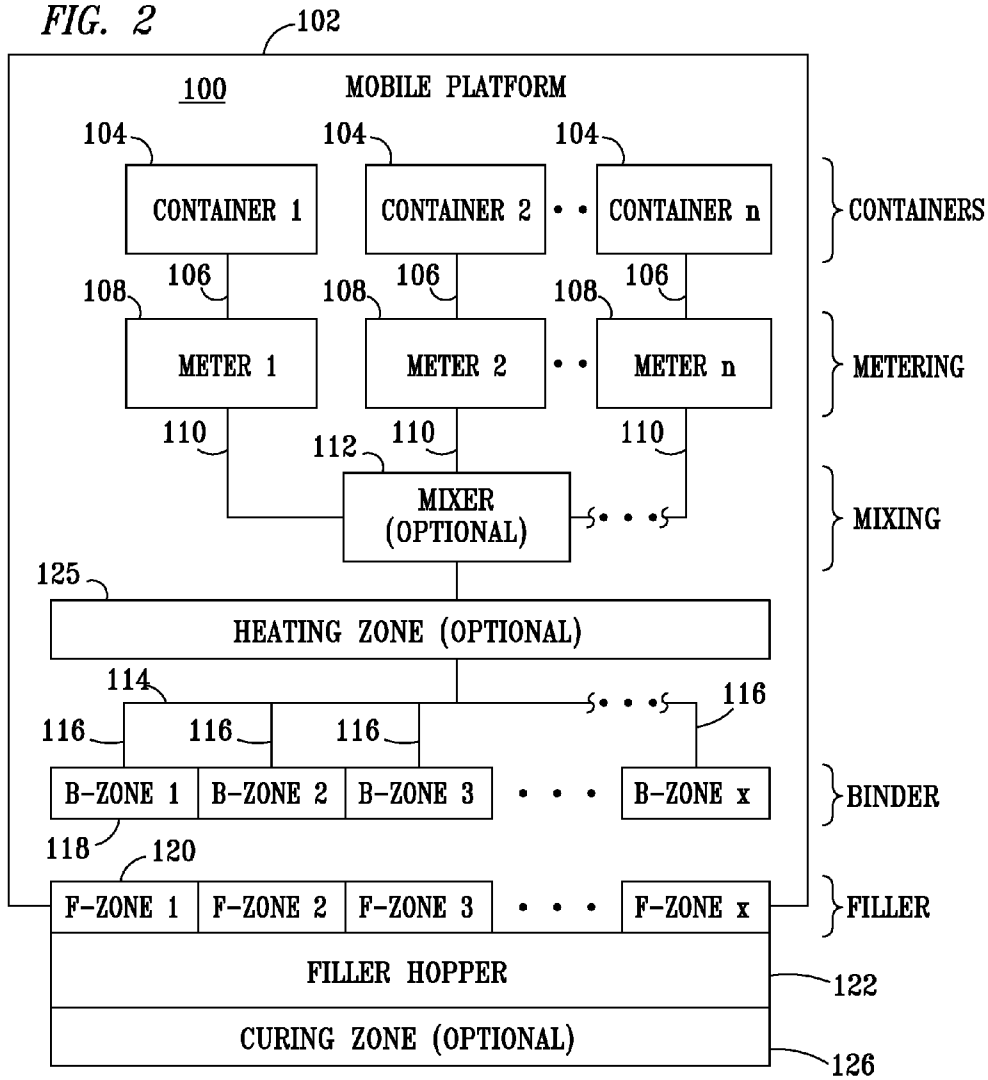 FIG. 2
102
100
MOBILE PLATFORM
104 104 104
CONTAINER 1 CONTAINER 2 • • CONTAINER n CONTAINERS
106 106 106
108 108 108
METER 1 METER 2 • • METER n METERING
110 110 110
112
MIXER
(OPTIONAL)
• • •
MIXING
125
HEATING ZONE (OPTIONAL)
114
• • •
116 116 116 116
B-ZONE 1 B-ZONE 2 B-ZONE 3 • • • B-ZONE x BINDER
118
120
F-ZONE 1 F-ZONE 2 F-ZONE 3 • • • F-ZONE x FILLER
FILLER HOPPER
122
CURING ZONE (OPTIONAL)
126